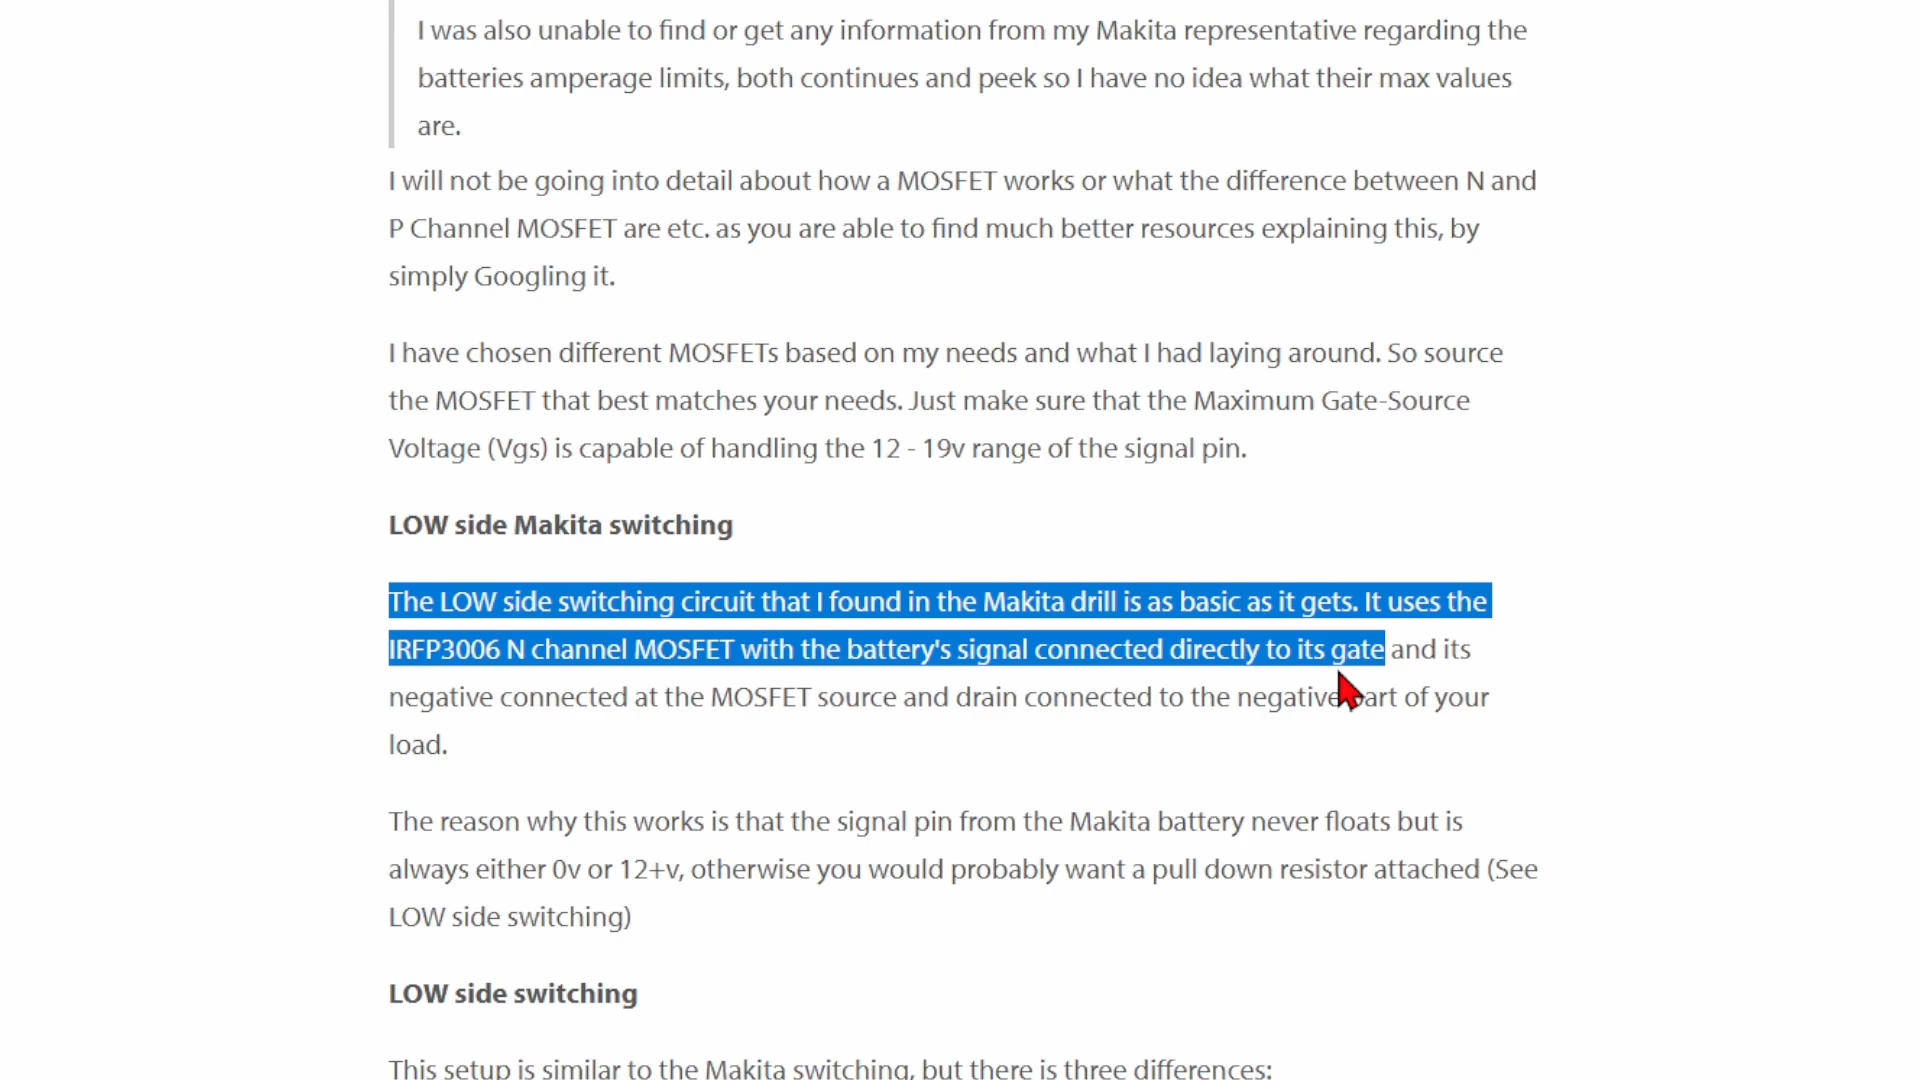 I was also unable to find or get any information from my Makita representative regarding the
batteries amperage limits, both continues and peek so I have no idea what their max values
are.
I will not be going into detail about how a MOSFET works or what the difference between N and
P Channel MOSFET are etc. as you are able to find much better resources explaining this, by
simply Googling it.
I have chosen different MOSFETs based on my needs and what I had laying around. So source
the MOSFET that best matches your needs. Just make sure that the Maximum Gate-Source
Voltage (Vgs) is capable of handling the 12 - 19v range of the signal pin.
LOW side Makita switching
The LOW side switching circuit that I found in the Makita drill is as basic as it gets. It uses the
IRFP3006 N channel MOSFET with the battery's signal connected directly to its gate and its
negative connected at the MOSFET source and drain connected to the negative part of your
load.
The reason why this works is that the signal pin from the Makita battery never floats but is
always either 0v or 12+v, otherwise you would probably want a pull down resistor attached (See
LOW side switching)
LOW side switching
This setup is similar to the Makita switching, but there is three differences: